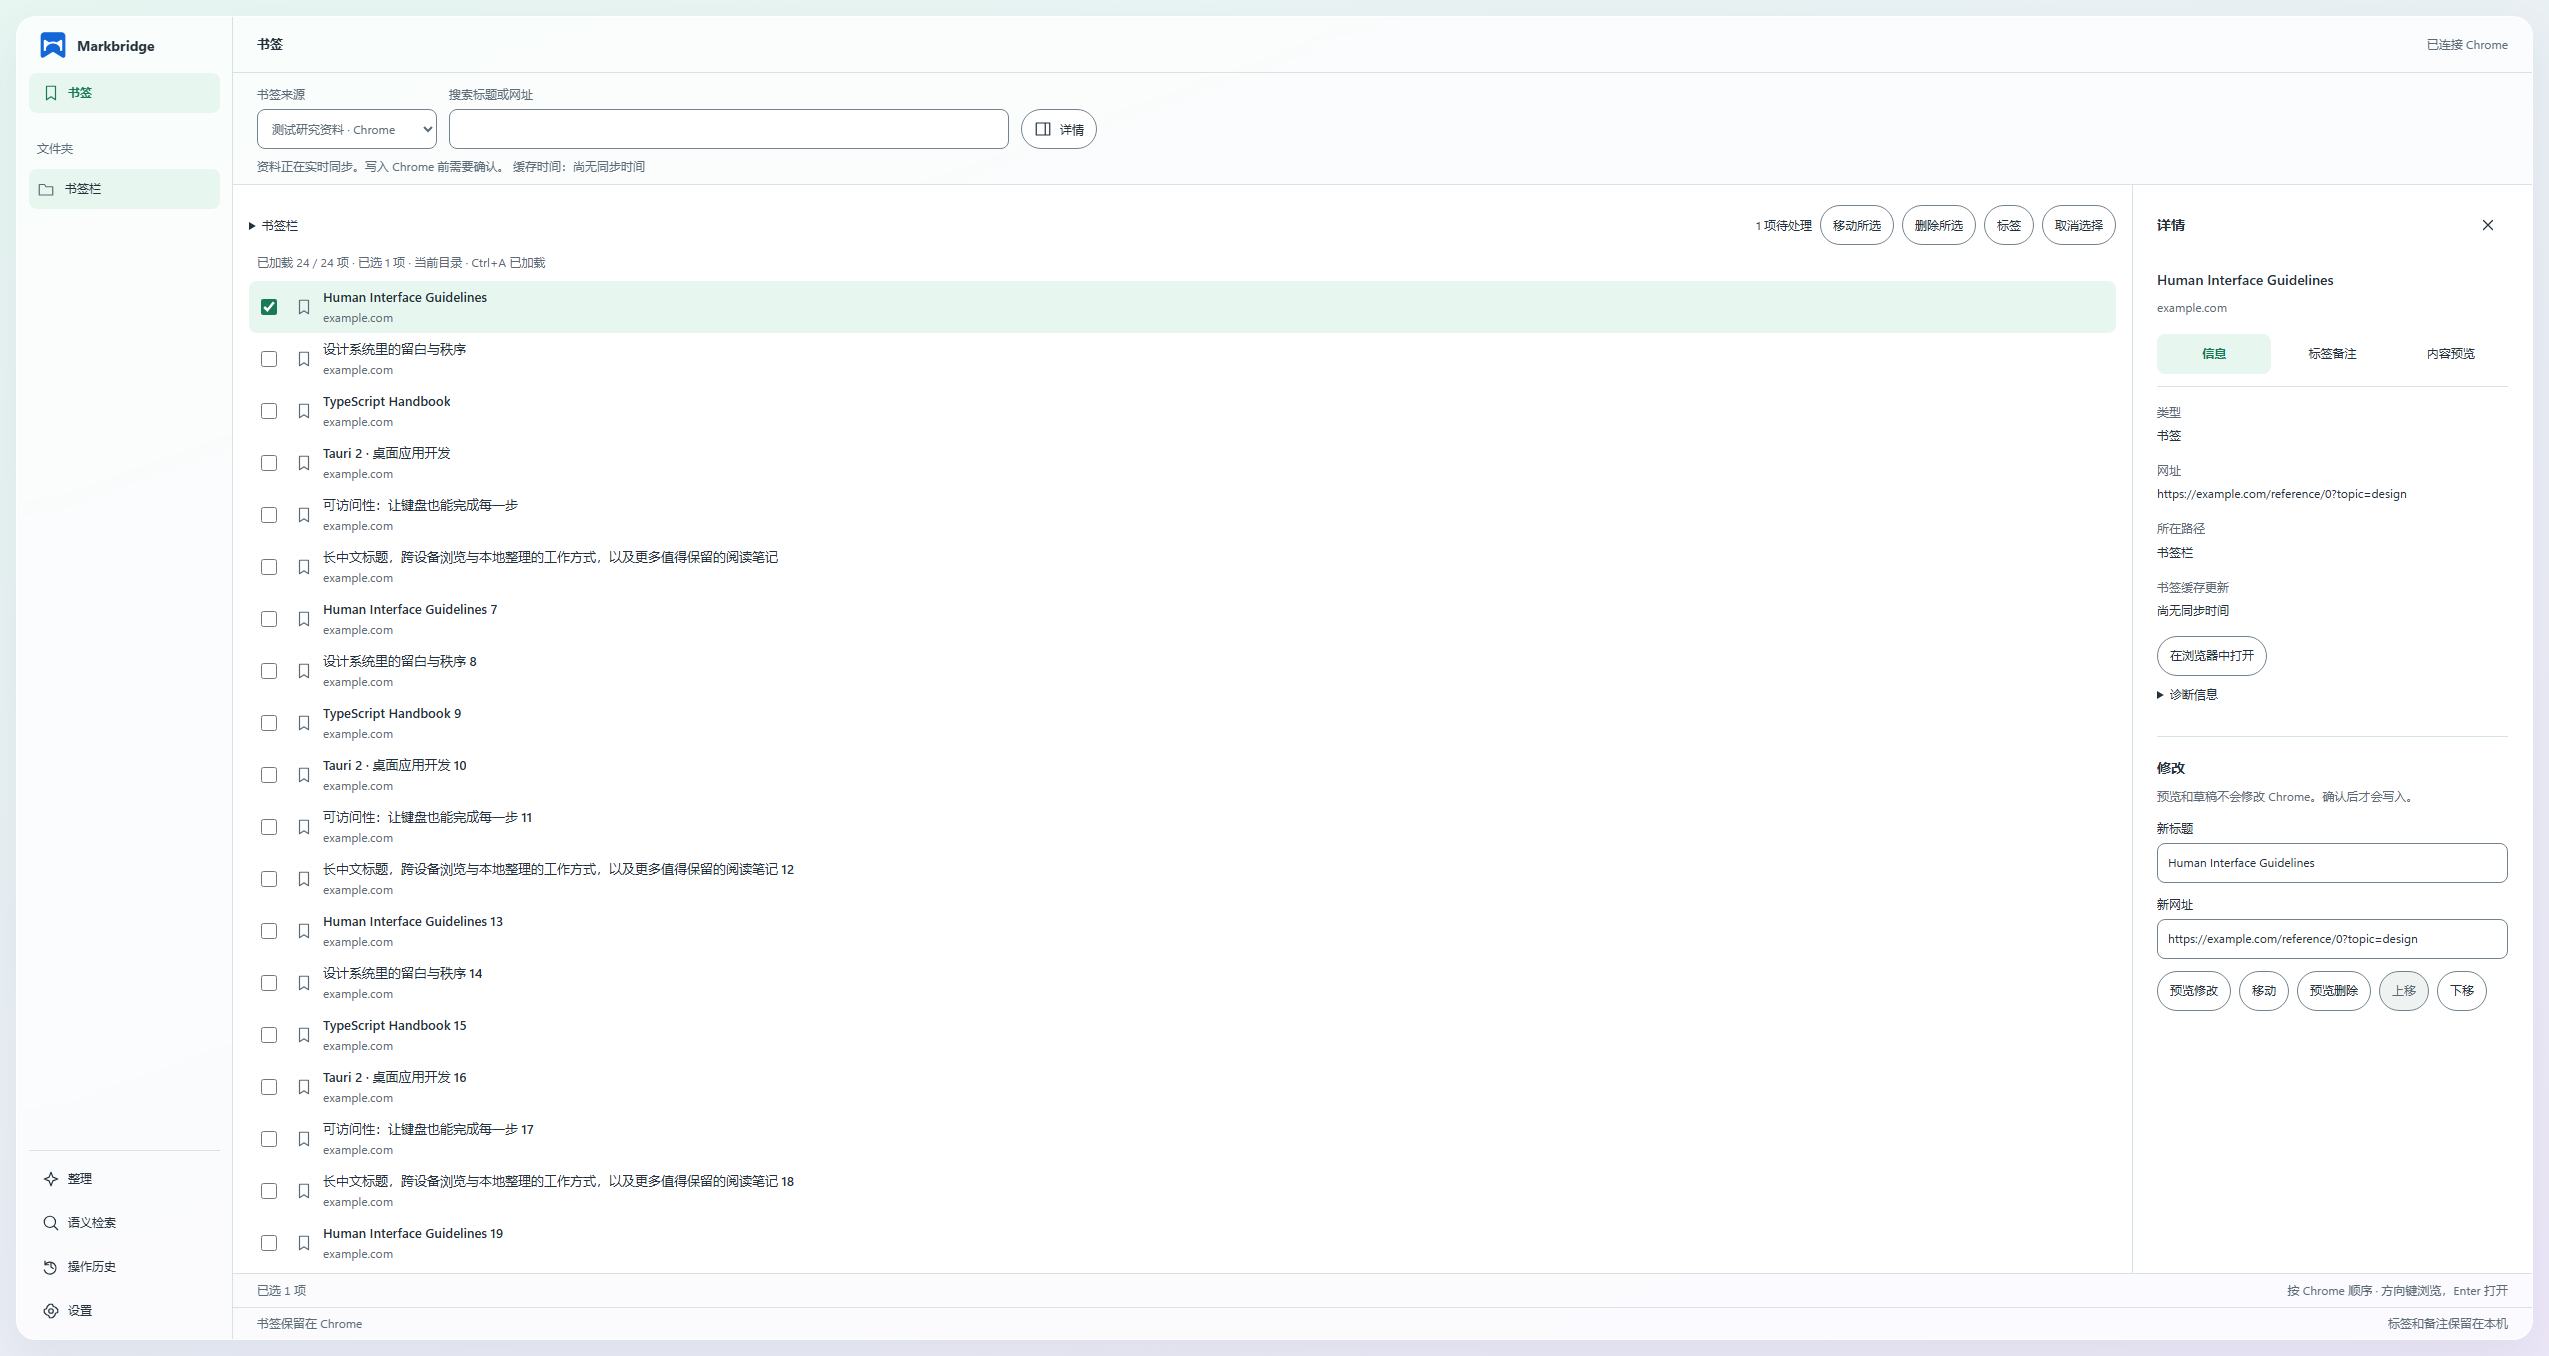 Markbridge
书签
文件夹
书签栏
整理
语义检索
操作历史
设置
书签
已连接 Chrome
书签来源
搜索标题或网址
测试研究资料 · Chrome
详情
资料正在实时同步。写入 Chrome 前需要确认。 缓存时间：尚无同步时间
书签栏
1 项待处理
移动所选
删除所选
标签
取消选择
已加载 24 / 24 项 · 已选 1 项 · 当前目录 · Ctrl+A 已加载
Human Interface Guidelines
example.com
设计系统里的留白与秩序
example.com
TypeScript Handbook
example.com
Tauri 2 · 桌面应用开发
example.com
可访问性：让键盘也能完成每一步
example.com
长中文标题，跨设备浏览与本地整理的工作方式，以及更多值得保留的阅读笔记
example.com
Human Interface Guidelines 7
example.com
设计系统里的留白与秩序 8
example.com
TypeScript Handbook 9
example.com
Tauri 2 · 桌面应用开发 10
example.com
可访问性：让键盘也能完成每一步 11
example.com
长中文标题，跨设备浏览与本地整理的工作方式，以及更多值得保留的阅读笔记 12
example.com
Human Interface Guidelines 13
example.com
设计系统里的留白与秩序 14
example.com
TypeScript Handbook 15
example.com
Tauri 2 · 桌面应用开发 16
example.com
可访问性：让键盘也能完成每一步 17
example.com
长中文标题，跨设备浏览与本地整理的工作方式，以及更多值得保留的阅读笔记 18
example.com
Human Interface Guidelines 19
example.com
详情
Human Interface Guidelines
example.com
信息
标签备注
内容预览
类型
书签
网址
https://example.com/reference/0?topic=design
所在路径
书签栏
书签缓存更新
尚无同步时间
在浏览器中打开
诊断信息
修改
预览和草稿不会修改 Chrome。确认后才会写入。
新标题
Human Interface Guidelines
新网址
https://example.com/reference/0?topic=design
预览修改
移动
预览删除
上移
下移
已选 1 项
按 Chrome 顺序 · 方向键浏览，Enter 打开
书签保留在 Chrome
标签和备注保留在本机